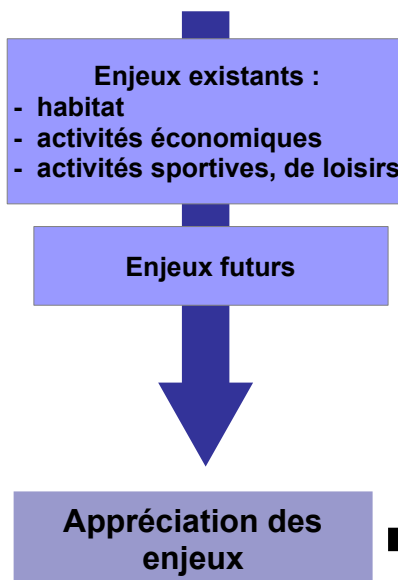 Enjeux existants :
- habitat
- activités économiques
- activités sportives, de loisirs
Enjeux futurs
Appréciation des
enjeux